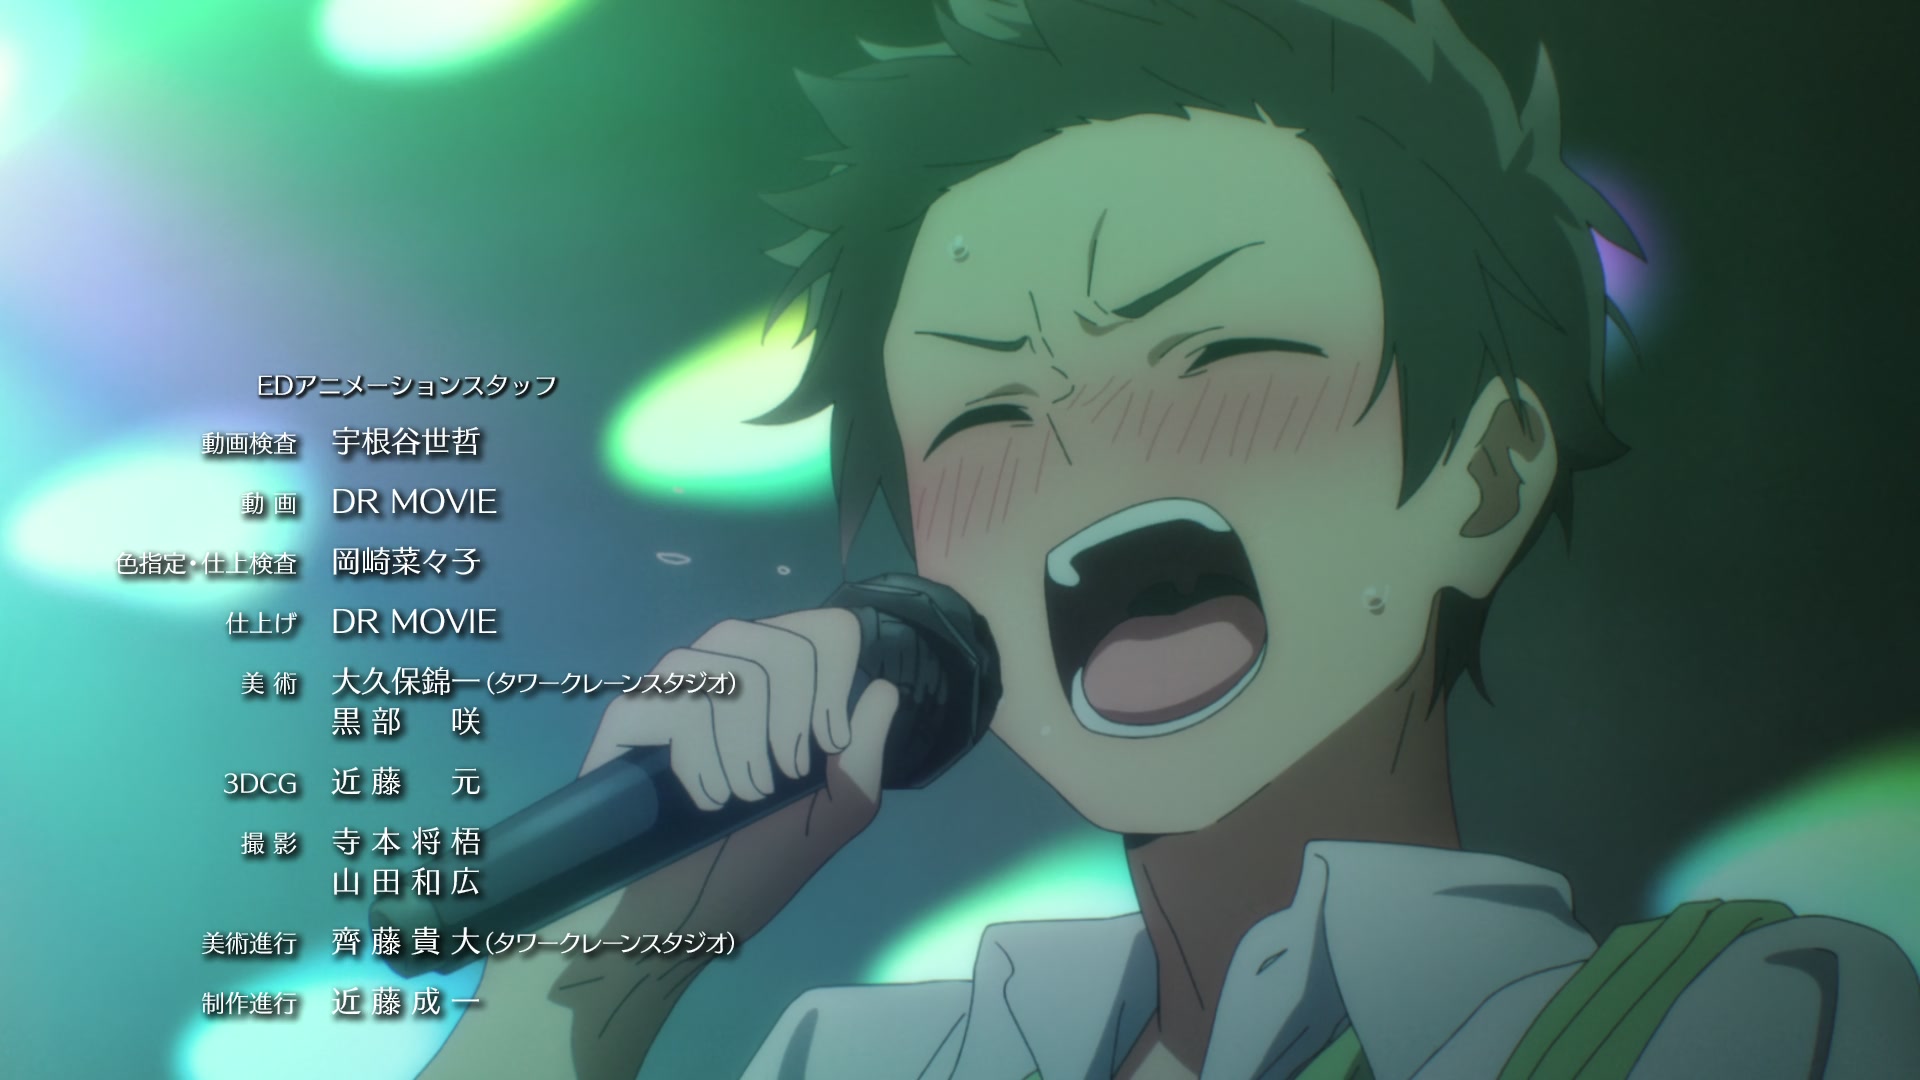 EDアニメーションスタッフ
動画検査 宇根谷世哲
動画 DR MOVIE
色指定・仕上検査 岡崎菜々子
仕上げ DR MOVIE
美術 大久保錦一(タワークレーンスタジオ)
黒部 咲
3DCG 近藤 元
撮影 寺本将梧
山田和広
美術進行 齊藤貴大(タワークレーンスタジオ)
制作進行 近藤成一